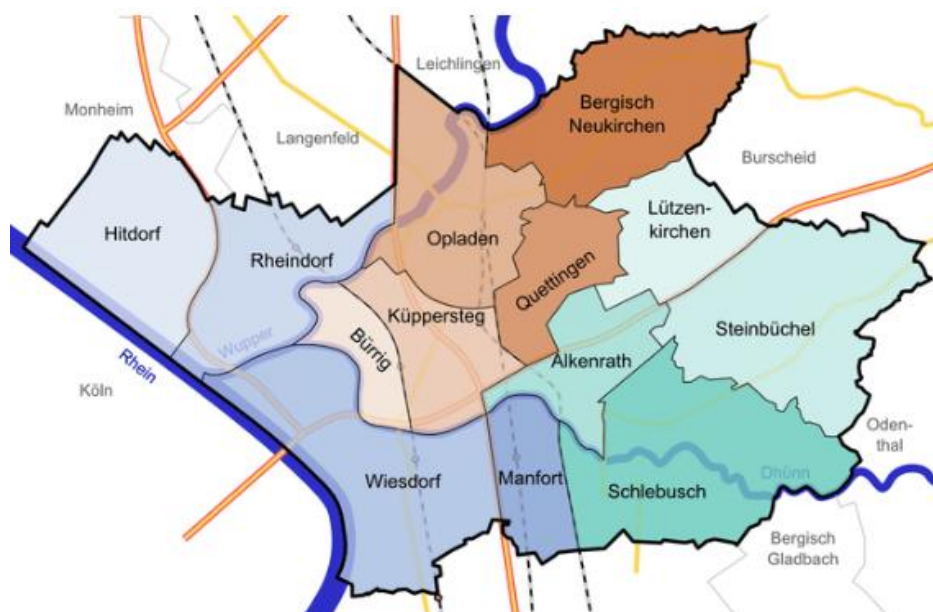 Leichlingen
Bergisch
Neukirchen
Monheim
Langenfeld
Burscheid
Lützen-
kirchen
Hitdorf
Opladen
Rheindorf
Quettingen
Küppersteg
Steinbüchel
Wupper
Bürrig
Alkenrath
Rhein
Köln
Oden-
thal
Wiesdorf
Manfort
Dhünn
Schlebusch
Bergisch
Gladbach